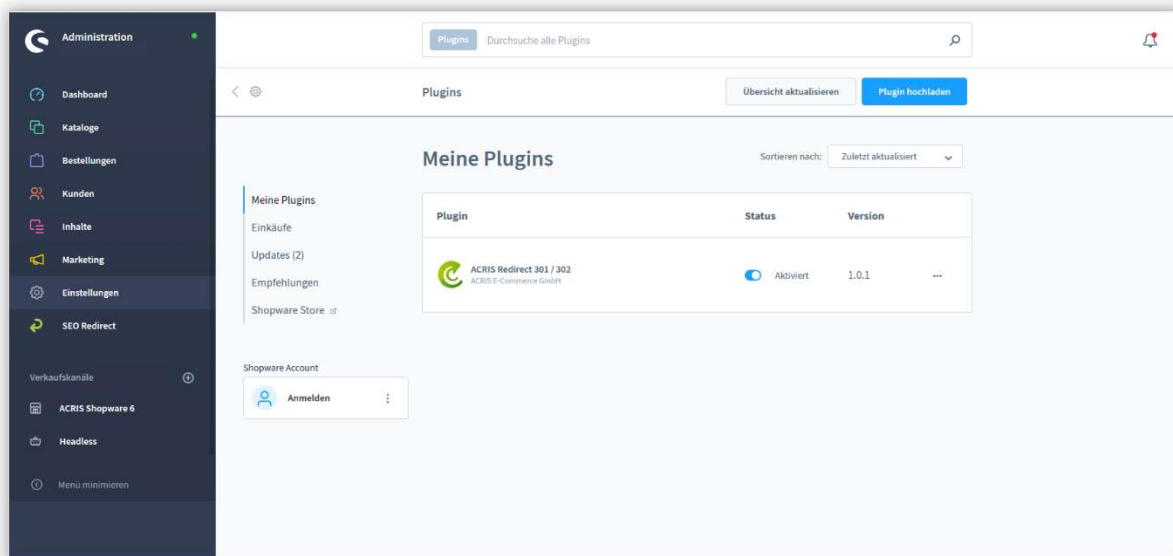 Administration
Dashboard
Kataloge
Bestellungen
Kunden
Inhalte
Marketing
Einstellungen
SEO Redirect
Verkaufskanäle
ACRIS Shopware 6
Headless
Menü minimieren
Plugins Durchsuche alle Plugins
Plugins
Übersicht aktualisieren
Plugin hochladen
Meine Plugins
Sortieren nach: Zuletzt aktualisiert
Meine Plugins
Einkäufe
Updates (2)
Empfehlungen
Shopware Store
Shopware Account
Anmelden
Plugin Status Version
ACRIS Redirect 301 / 302
ACRIS E-Commerce GmbH
Aktiviert 1.0.1